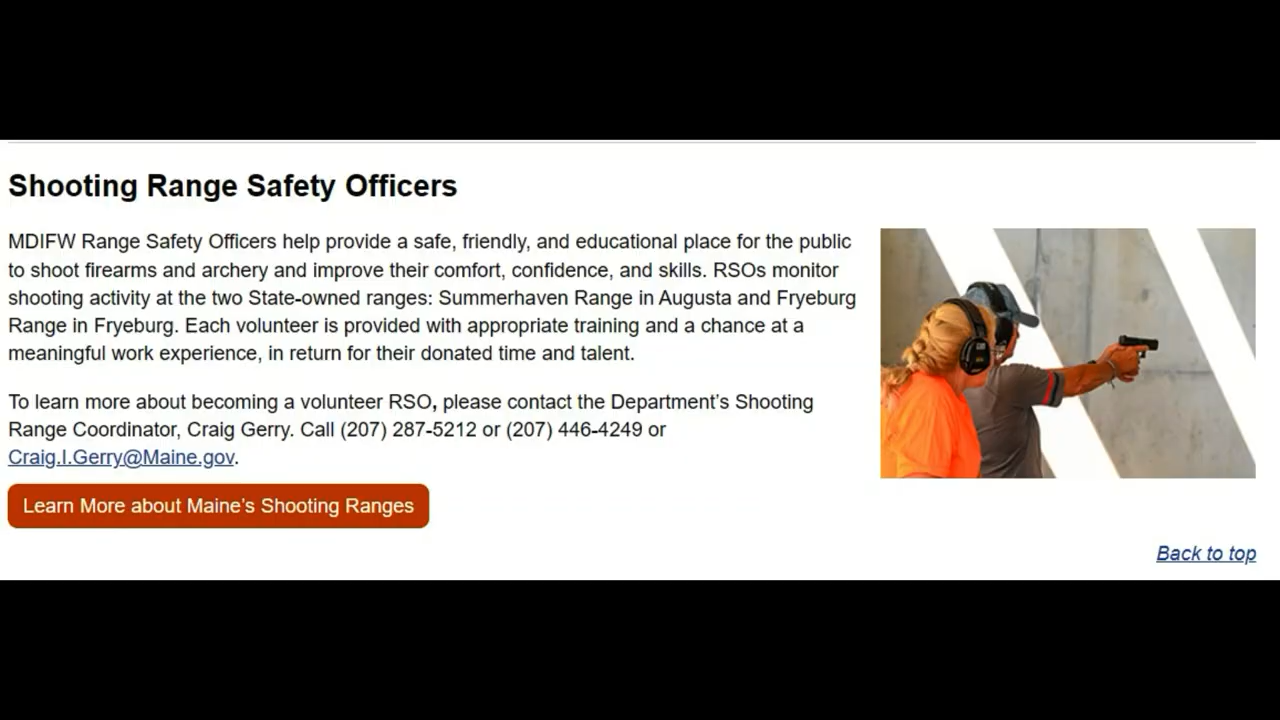 Shooting Range Safety Officers
MDIFW Range Safety Officers help provide a safe, friendly, and educational place for the public
to shoot firearms and archery and improve their comfort, confidence, and skills. RSOs monitor
shooting activity at the two State-owned ranges: Summerhaven Range in Augusta and Fryeburg
Range in Fryeburg. Each volunteer is provided with appropriate training and a chance at a
meaningful work experience, in return for their donated time and talent.
To learn more about becoming a volunteer RSO, please contact the Department’s Shooting
Range Coordinator, Craig Gerry. Call (207) 287-5212 or (207) 446-4249 or
Craig.I.Gerry@Maine.gov.
Learn More about Maine’s Shooting Ranges
Back to top